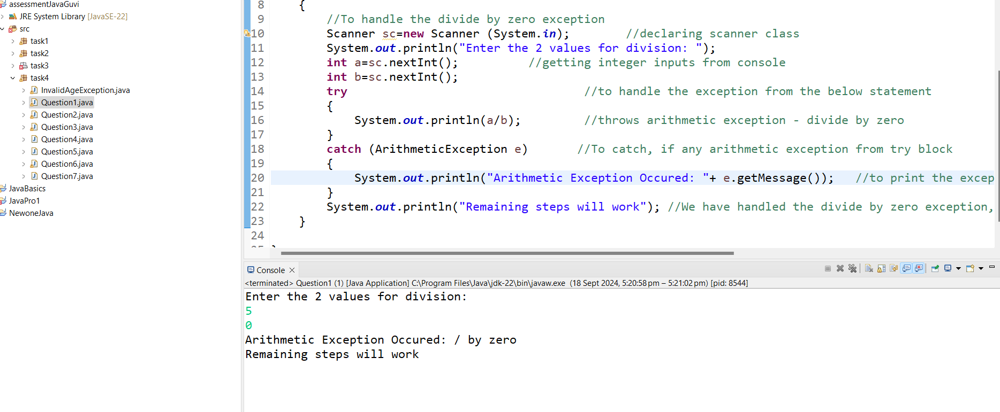 assessmentJavaGuvi
JRE System Library [JavaSE-22]
src
task1
task2
task3
task4
InvalidAgeException.java
Question1.java
Question2.java
Question3.java
Question4.java
Question5.java
Question6.java
Question7.java
JavaBasics
JavaPro1
NewoneJava
8 {
9 //To handle the divide by zero exception
10 Scanner sc=new Scanner (System.in); //declaring scanner class
11 System.out.println("Enter the 2 values for division: ");
12 int a=sc.nextInt(); //getting integer inputs from console
13 int b=sc.nextInt();
14 try //to handle the exception from the below statement
15 {
16 System.out.println(a/b); //throws arithmetic exception - divide by zero
17 }
18 catch (ArithmeticException e) //To catch, if any arithmetic exception from try block
19 {
20 System.out.println("Arithmetic Exception Occured: "+ e.getMessage()); //to print the excep
21 }
22 System.out.println("Remaining steps will work"); //We have handled the divide by zero exception,
23 }
24
Console
<terminated> Question1 (1) [Java Application] C:\Program Files\Java\jdk-22\bin\javaw.exe (18 Sept 2024, 5:20:58 pm – 5:21:02 pm) [pid: 8544]
Enter the 2 values for division:
5
0
Arithmetic Exception Occured: / by zero
Remaining steps will work